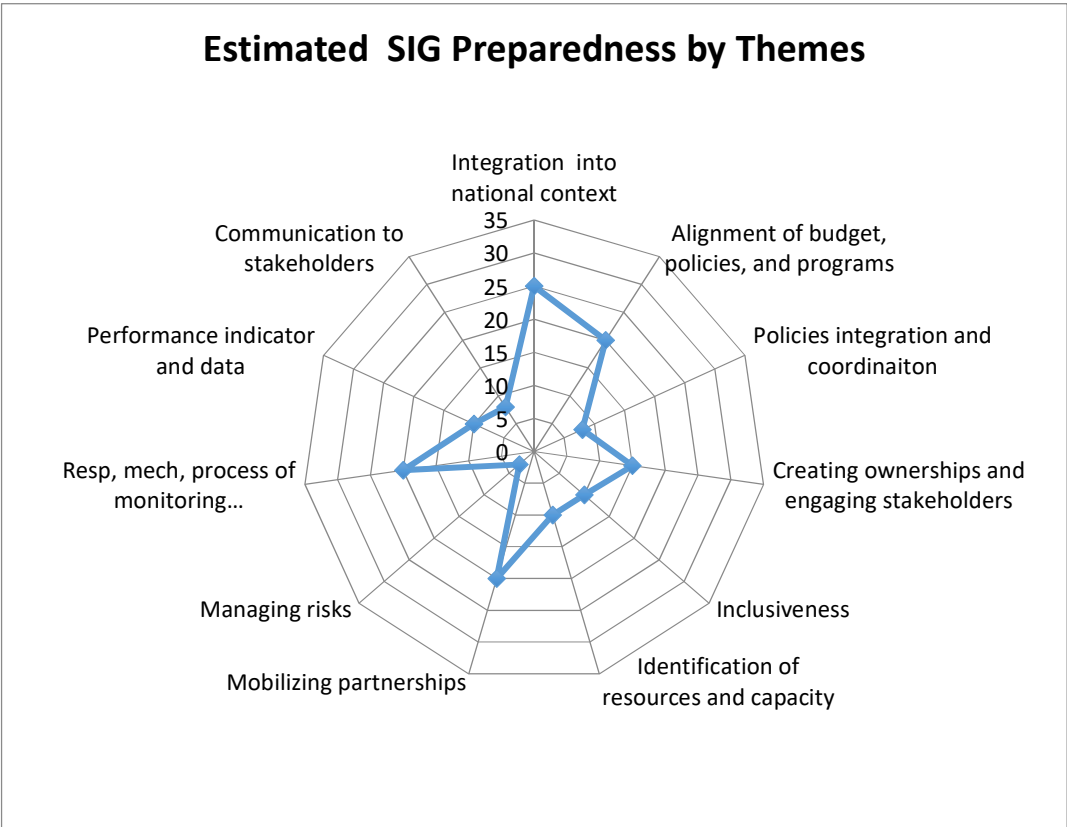 Estimated  SIG Preparedness by Themes
Integration  into
national context
Alignment of budget,
policies, and programs
Policies integration and
coordinaiton
Creating ownerships and
engaging stakeholders
Inclusiveness
Identification of
resources and capacity
Mobilizing partnerships
Managing risks
Resp, mech, process of
monitoring…
Performance indicator
and data
Communication to
stakeholders
35
30
25
20
15
10
5
0